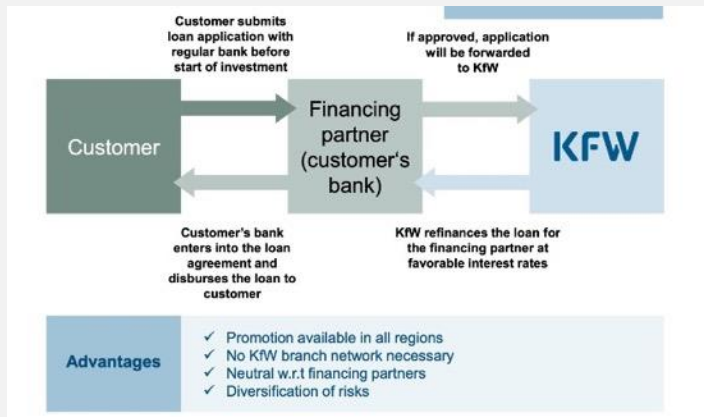 Customer submits
loan application with
regular bank before
start of investment
If approved, application
will be forwarded
to KfW
Customer
Financing
partner
(customer‘s
bank)
KFW
Customer’s bank
enters into the loan
agreement and
disburses the loan to
customer
KfW refinances the loan for
the financing partner at
favorable interest rates
Advantages
✓ Promotion available in all regions
✓ No KfW branch network necessary
✓ Neutral w.r.t financing partners
✓ Diversification of risks